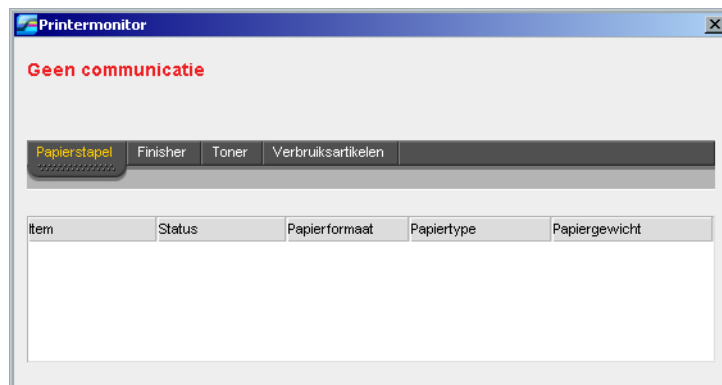 Printermonitor
Geen communicatie
Papierstapel Finisher Toner Verbruiksartikelen
Item Status Papierformaat Papiertype Papiergewicht